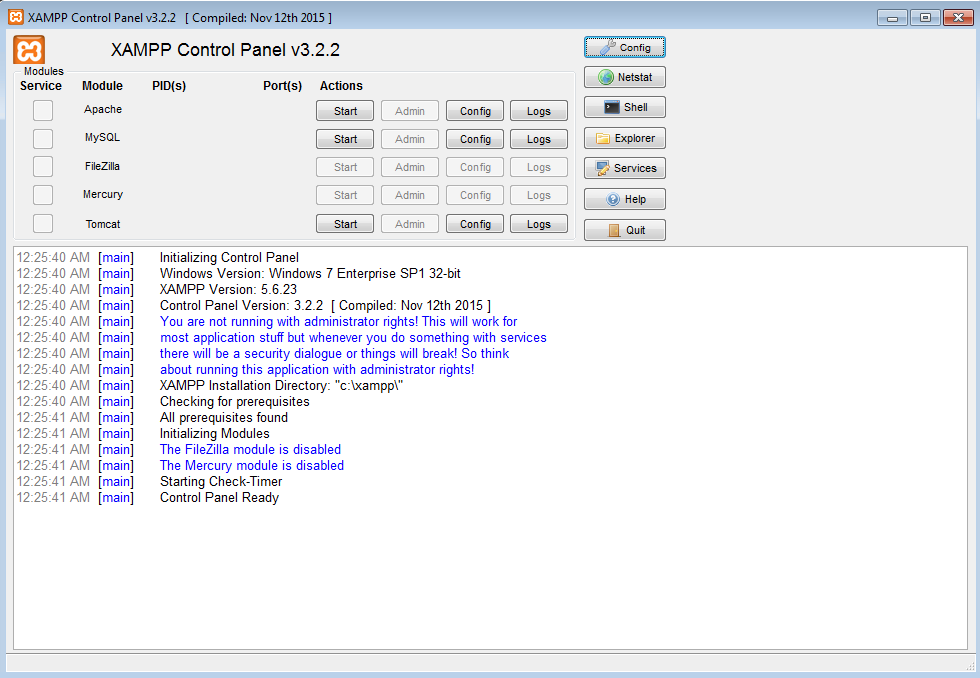 XAMPP Control Panel v3.2.2 [ Compiled: Nov 12th 2015 ]
XAMPP Control Panel v3.2.2
Config
Modules
Service Module PID(s) Port(s) Actions
Netstat
Apache Start Admin Config Logs
Shell
MySQL Start Admin Config Logs
Explorer
FileZilla Start Admin Config Logs
Services
Mercury Start Admin Config Logs
Help
Tomcat Start Admin Config Logs
Quit
12:25:40 AM [main] Initializing Control Panel
12:25:40 AM [main] Windows Version: Windows 7 Enterprise SP1 32-bit
12:25:40 AM [main] XAMPP Version: 5.6.23
12:25:40 AM [main] Control Panel Version: 3.2.2 [ Compiled: Nov 12th 2015 ]
12:25:40 AM [main] You are not running with administrator rights! This will work for
12:25:40 AM [main] most application stuff but whenever you do something with services
12:25:40 AM [main] there will be a security dialogue or things will break! So think
12:25:40 AM [main] about running this application with administrator rights!
12:25:40 AM [main] XAMPP Installation Directory: "c:\xampp\"
12:25:40 AM [main] Checking for prerequisites
12:25:41 AM [main] All prerequisites found
12:25:41 AM [main] Initializing Modules
12:25:41 AM [main] The FileZilla module is disabled
12:25:41 AM [main] The Mercury module is disabled
12:25:41 AM [main] Starting Check-Timer
12:25:41 AM [main] Control Panel Ready